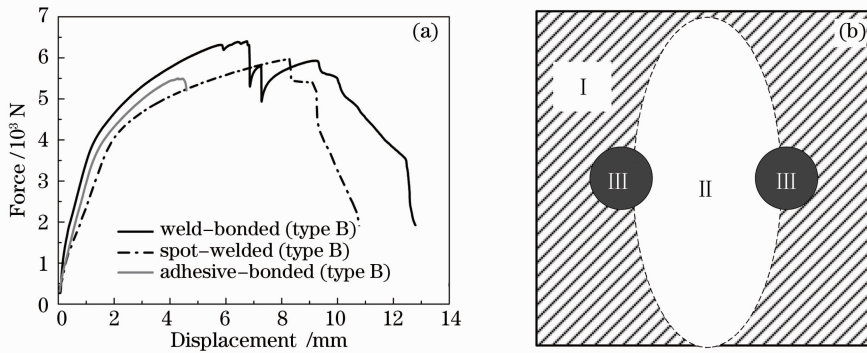 (a)
Force /10³ N
7
6
5
4
3
2
1
0
weld-bonded (type B)
spot-welded (type B)
adhesive-bonded (type B)
0 2 4 6 8 10 12 14
Displacement /mm
(b)
I
II
III
III